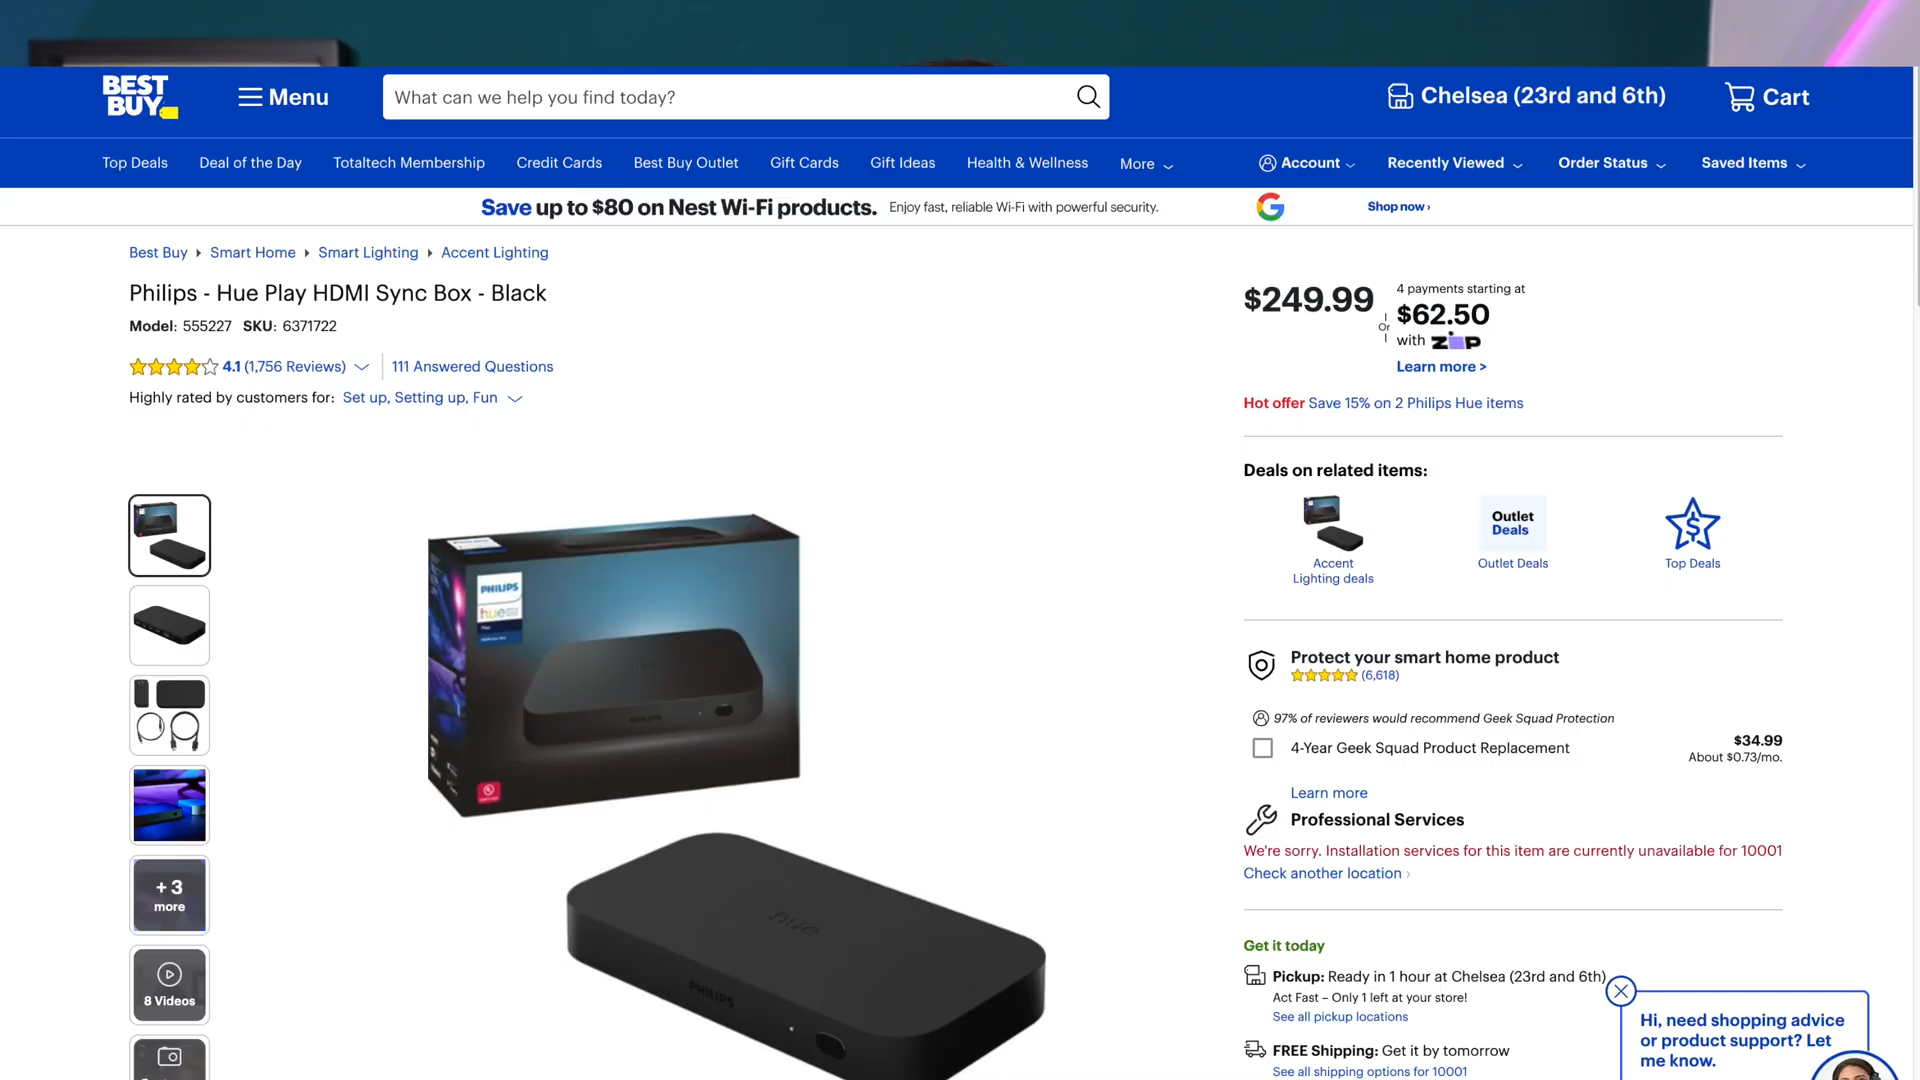 BEST
BUY
Menu
What can we help you find today?
Chelsea (23rd and 6th)
Cart
Top Deals
Deal of the Day
Totaltech Membership
Credit Cards
Best Buy Outlet
Gift Cards
Gift Ideas
Health & Wellness
More
Account
Recently Viewed
Order Status
Saved Items
Save up to $80 on Nest Wi-Fi products. Enjoy fast, reliable Wi-Fi with powerful security.
Shop now ›
Best Buy
Smart Home
Smart Lighting
Accent Lighting
Philips - Hue Play HDMI Sync Box - Black
Model: 555227 SKU: 6371722
4.1 (1,756 Reviews)
111 Answered Questions
Highly rated by customers for: Set up, Setting up, Fun
+ 3
more
8 Videos
PHILIPS
hue
hue
PHILIPS
$249.99
Or
4 payments starting at
$62.50
with ZIP
Learn more >
Hot offer Save 15% on 2 Philips Hue items
Deals on related items:
Accent
Lighting deals
Outlet
Deals
Outlet Deals
Top Deals
Protect your smart home product
(6,618)
97% of reviewers would recommend Geek Squad Protection
4-Year Geek Squad Product Replacement
$34.99
About $0.73/mo.
Learn more
Professional Services
We're sorry. Installation services for this item are currently unavailable for 10001
Check another location ›
Get it today
Pickup: Ready in 1 hour at Chelsea (23rd and 6th)
Act Fast – Only 1 left at your store!
See all pickup locations
FREE Shipping: Get it by tomorrow
See all shipping options for 10001
Hi, need shopping advice
or product support? Let
me know.